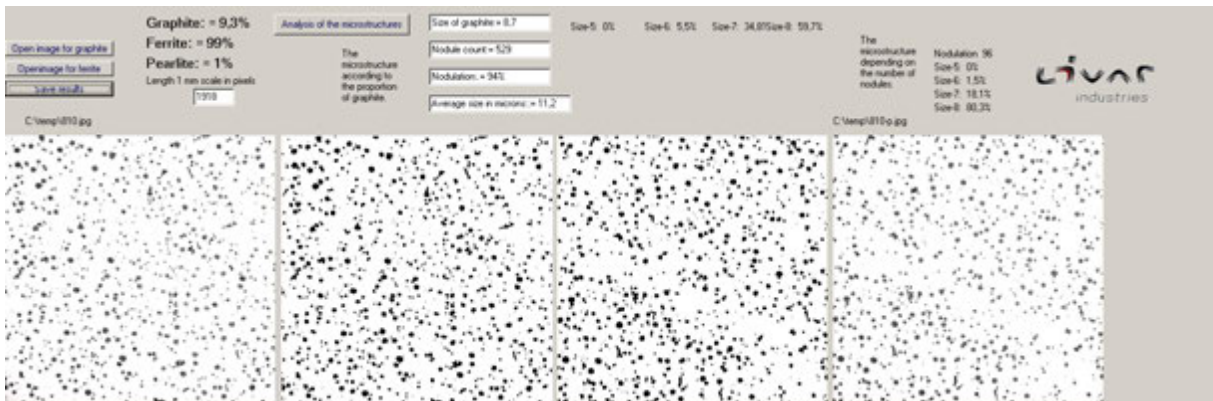 Open image for graphite
Openimage for ferrite
Save results
Graphite: = 9,3%
Ferrite: = 99%
Pearlite: = 1%
Length 1 mm scale in pixels
1918
Analysis of the microstructures
The
microstructure
according to
the proportion
of graphite.
Size of graphite = 8,7
Nodule count = 529
Nodulation. = 94%
Average size in microns: = 11,2
Size-5: 0% Size-6: 5,5% Size-7: 34,8%Size-8: 59,7%
The
microstructure
depending on
the number of
nodules.
Nodulation 96
Size-5: 0%
Size-6: 1,5%
Size-7: 18,1%
Size-8: 80,3%
Livar
industries
C:\temp\810.jpg
C:\temp\810-p.jpg